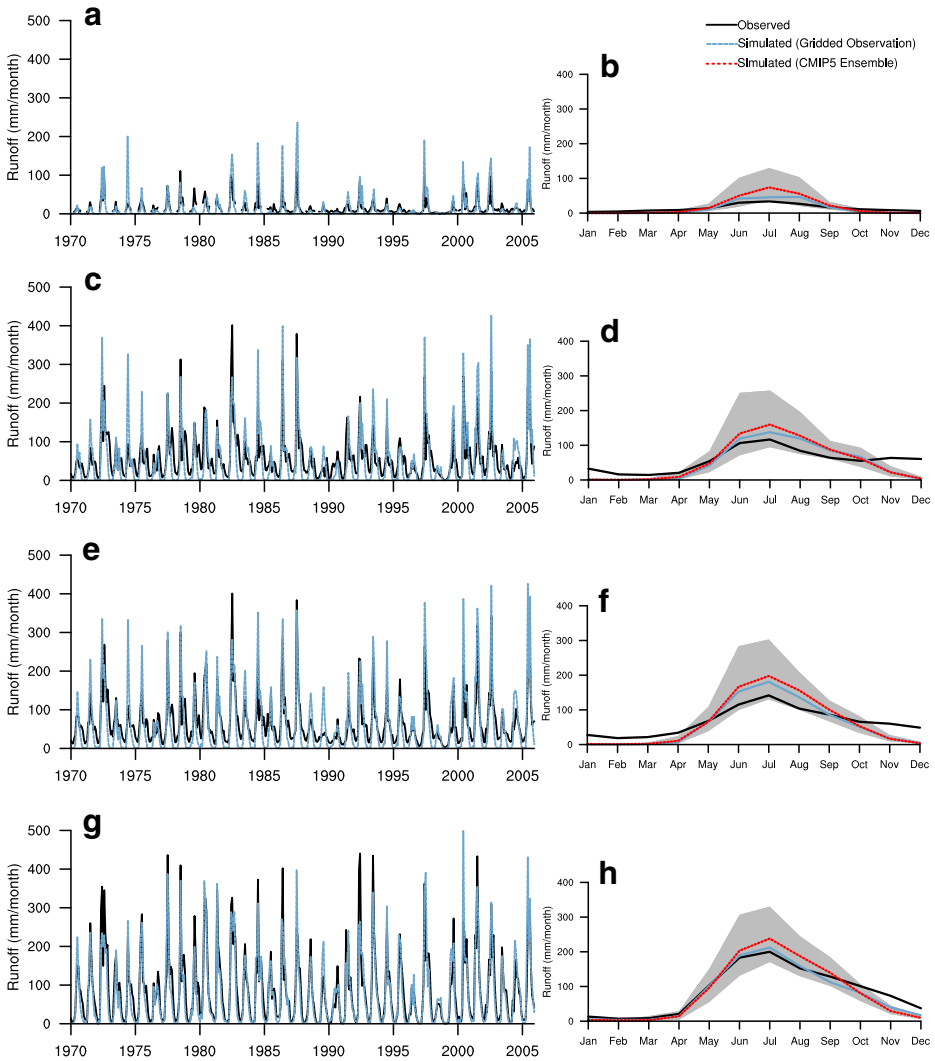 a
Runoff (mm/month)
500
400
300
200
100
0
1970 1975 1980 1985 1990 1995 2000 2005
Observed
Simulated (Gridded Observation)
SImulated (CMIP5 Ensemble)
b
Runoff (mm/month)
400
300
200
100
0
Jan Feb Mar Apr May Jun Jul Aug Sep Oct Nov Dec
c
Runoff (mm/month)
500
400
300
200
100
0
1970 1975 1980 1985 1990 1995 2000 2005
d
Runoff (mm/month)
400
300
200
100
0
Jan Feb Mar Apr May Jun Jul Aug Sep Oct Nov Dec
e
Runoff (mm/month)
500
400
300
200
100
0
1970 1975 1980 1985 1990 1995 2000 2005
f
Runoff (mm/month)
400
300
200
100
0
Jan Feb Mar Apr May Jun Jul Aug Sep Oct Nov Dec
g
Runoff (mm/month)
500
400
300
200
100
0
1970 1975 1980 1985 1990 1995 2000 2005
h
Runoff (mm/month)
400
300
200
100
0
Jan Feb Mar Apr May Jun Jul Aug Sep Oct Nov Dec